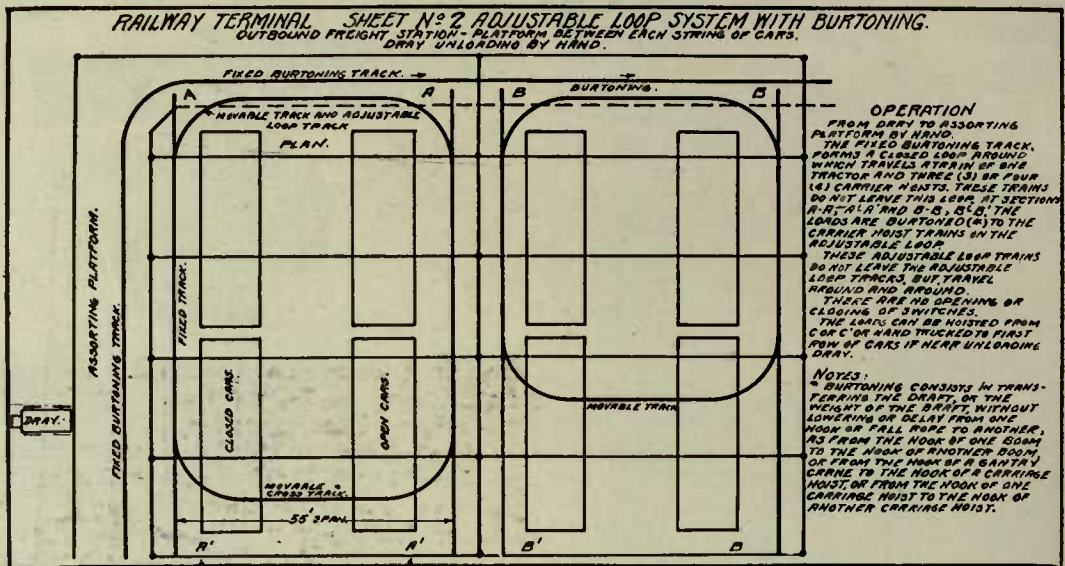 RAILWAY TERMINAL SHEET Nº 2 ADJUSTABLE LOOP SYSTEM WITH BURTONING.
OUTBOUND FREIGHT STATION - PLATFORM BETWEEN EACH STRING OF CARS.
DRAY UNLOADING BY HAND.
FIXED BURTONING TRACK.
BURTONING.
A A B B
MOVABLE TRACK AND ADJUSTABLE
LOOP TRACK
PLAN.
ASSORTING PLATFORM.
FIXED BURTONING TRACK.
FIXED TRACK.
DRAY.
CLOSED CARS.
OPEN CARS.
MOVABLE TRACK
MOVABLE
CROSS TRACK.
55' SPAN.
A' A' B' B
OPERATION
FROM DRAY TO ASSORTING
PLATFORM BY HAND.
THE FIXED BURTONING TRACK,
FORMS A CLOSED LOOP AROUND
WHICH TRAVELS A TRAIN OF ONE
TRACTOR AND THREE (3) OR FOUR
(4) CARRIER HOISTS. THESE TRAINS
DO NOT LEAVE THIS LOOP. AT SECTIONS
A-A, A'-A' AND B-B, B'-B', THE
LOADS ARE BURTONED (*) TO THE
CARRIER HOIST TRAINS ON THE
ADJUSTABLE LOOP.
THESE ADJUSTABLE LOOP TRAINS
DO NOT LEAVE THE ADJUSTABLE
LOOP TRACKS, BUT TRAVEL
AROUND AND AROUND.
THERE ARE NO OPENING OR
CLOSING OF SWITCHES.
THE LOADS CAN BE HOISTED FROM
C OR C' OR HAND TRUCKED TO FIRST
ROW OF CARS IF NEAR UNLOADING
DRAY.
NOTES:
* BURTONING CONSISTS IN TRANS-
FERRING THE DRAFT, OR THE
WEIGHT OF THE DRAFT, WITHOUT
LOWERING OR DELAY FROM ONE
HOOK OR FALL ROPE TO ANOTHER,
AS FROM THE HOOK OF ONE BOOM
TO THE HOOK OF ANOTHER BOOM,
OR FROM THE HOOK OF A GANTRY
CRANE TO THE HOOK OF A CARRIAGE
HOIST, OR FROM THE HOOK OF ONE
CARRIAGE HOIST TO THE HOOK OF
ANOTHER CARRIAGE HOIST.